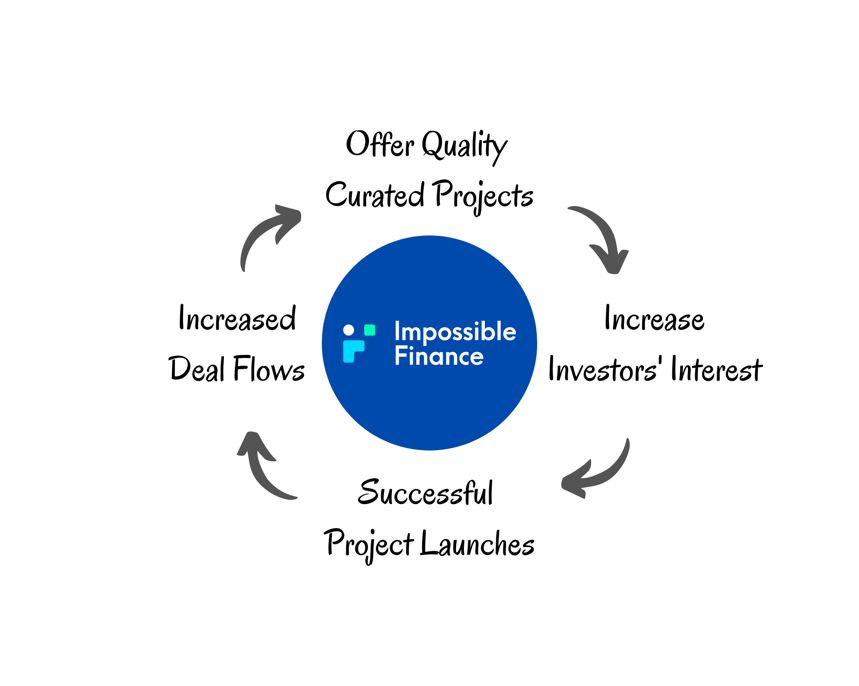 Offer Quality
Curated Projects
Increase
Investors' Interest
Successful
Project Launches
Increased
Deal Flows
Impossible
Finance